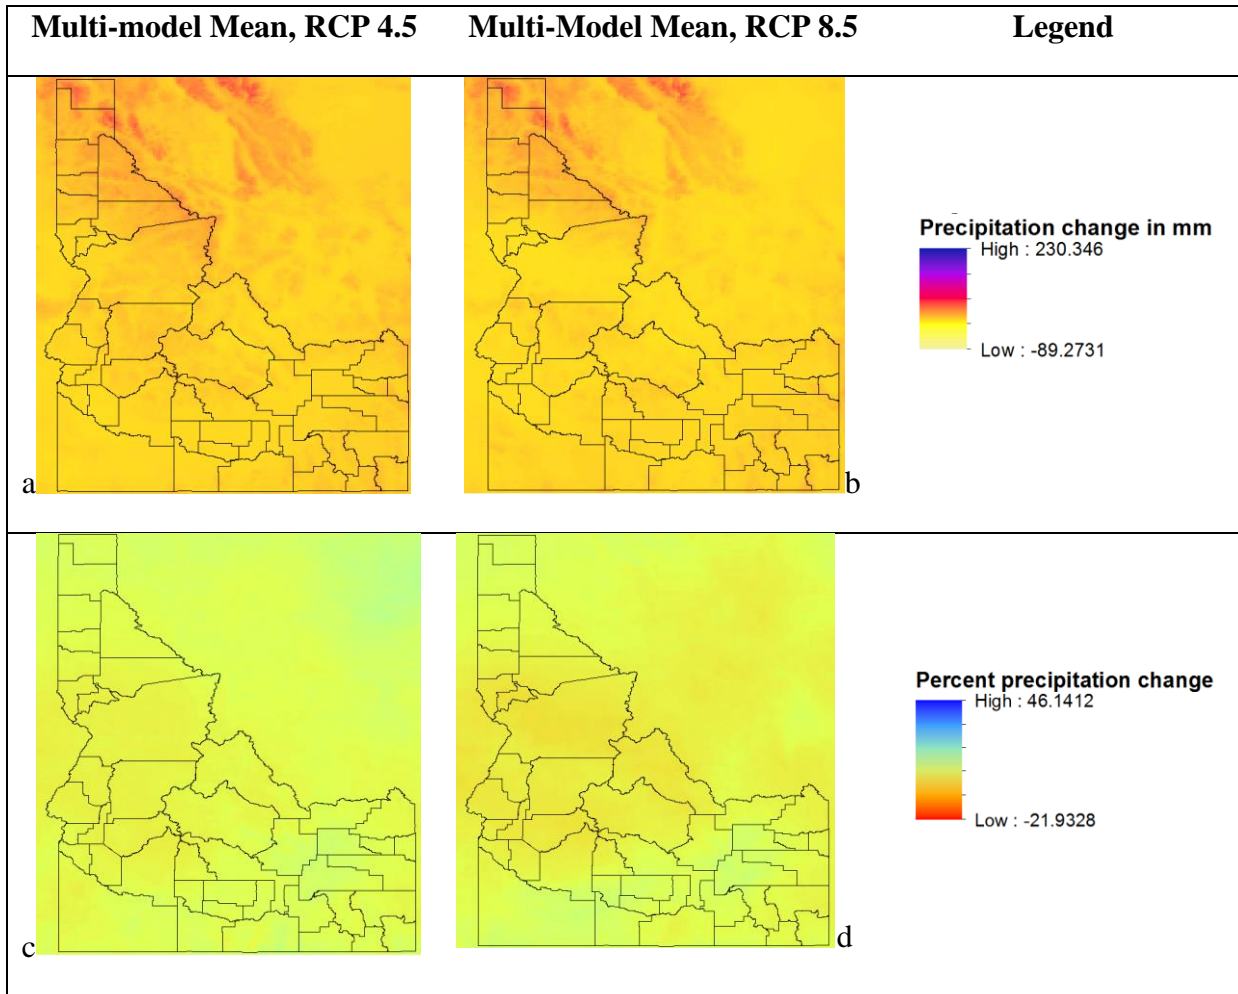 Multi-model Mean, RCP 4.5
Multi-Model Mean, RCP 8.5
Legend
a
b
Precipitation change in mm
High : 230.346
Low : -89.2731
c
d
Percent precipitation change
High : 46.1412
Low : -21.9328